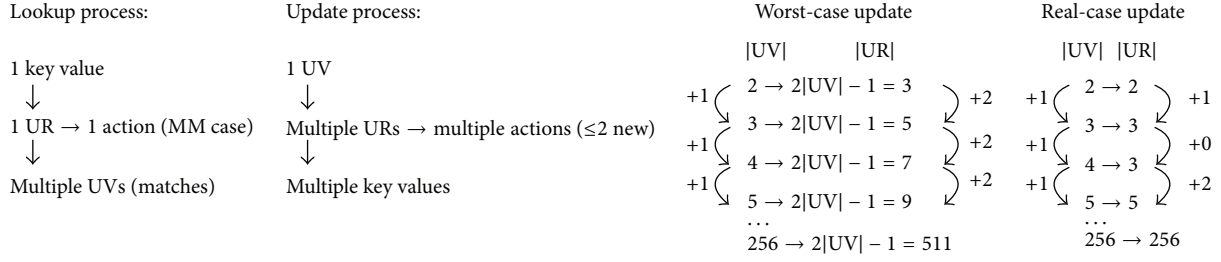 Lookup process:
1 key value
1 UR → 1 action (MM case)
Multiple UVs (matches)
Update process:
1 UV
Multiple URs → multiple actions (≤2 new)
Multiple key values
Worst-case update
|UV| |UR|
2 → 2|UV| − 1 = 3
3 → 2|UV| − 1 = 5
4 → 2|UV| − 1 = 7
5 → 2|UV| − 1 = 9
...
256 → 2|UV| − 1 = 511
+1
+1
+1
+2
+2
+2
Real-case update
|UV| |UR|
2 → 2
3 → 3
4 → 3
5 → 5
...
256 → 256
+1
+1
+1
+1
+0
+2